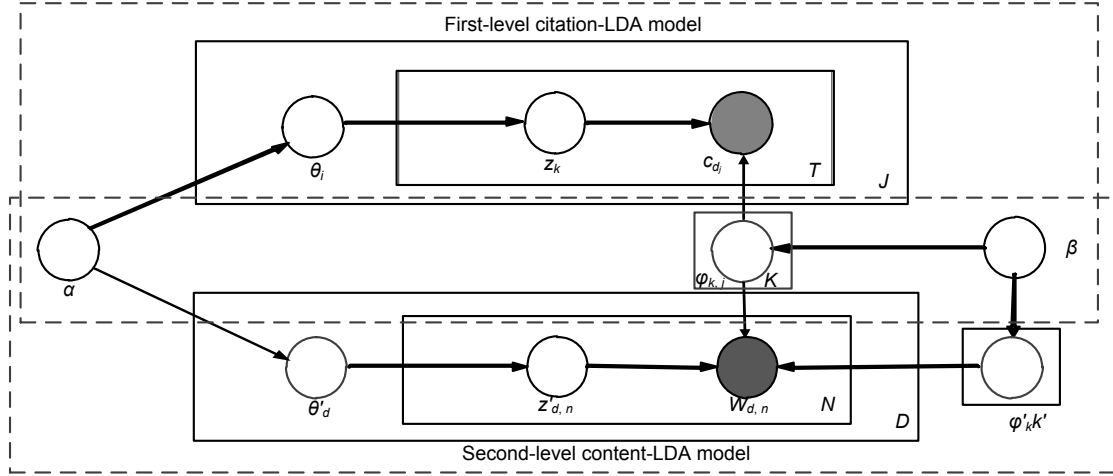 First-level citation-LDA model
θi
zk
cdj
T
J
α
φk, j
K
β
θ'd
z'd, n
Wd, n
N
D
φ'kk'
Second-level content-LDA model